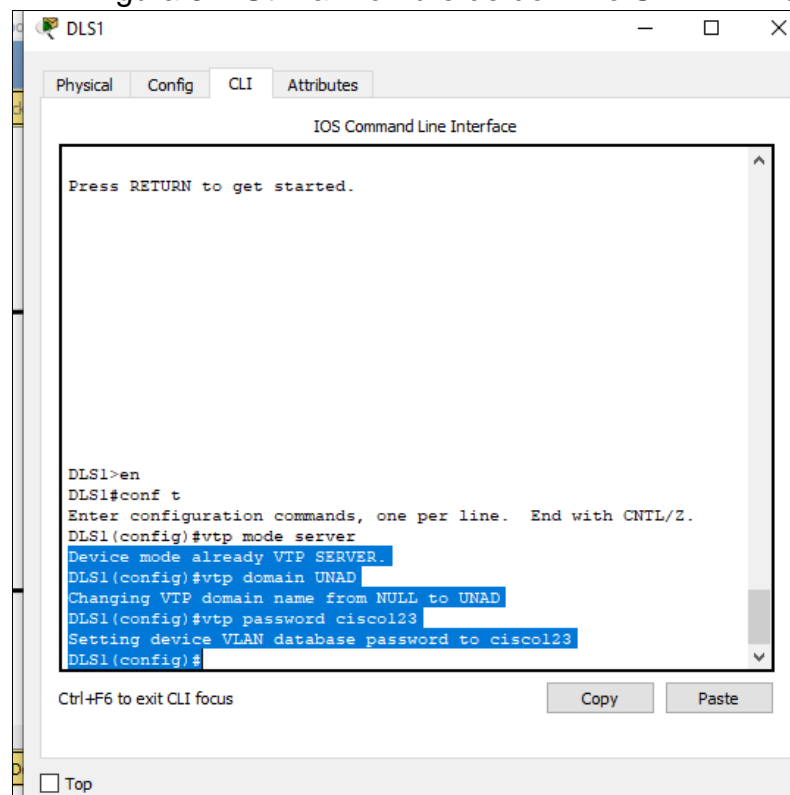 DLS1
Physical Config CLI Attributes
IOS Command Line Interface
Press RETURN to get started.
DLS1>en
DLS1#conf t
Enter configuration commands, one per line. End with CNTL/Z.
DLS1(config)#vtp mode server
Device mode already VTP SERVER.
DLS1(config)#vtp domain UNAD
Changing VTP domain name from NULL to UNAD
DLS1(config)#vtp password cisco123
Setting device VLAN database password to cisco123
DLS1(config)#
Ctrl+F6 to exit CLI focus
Copy Paste
Top